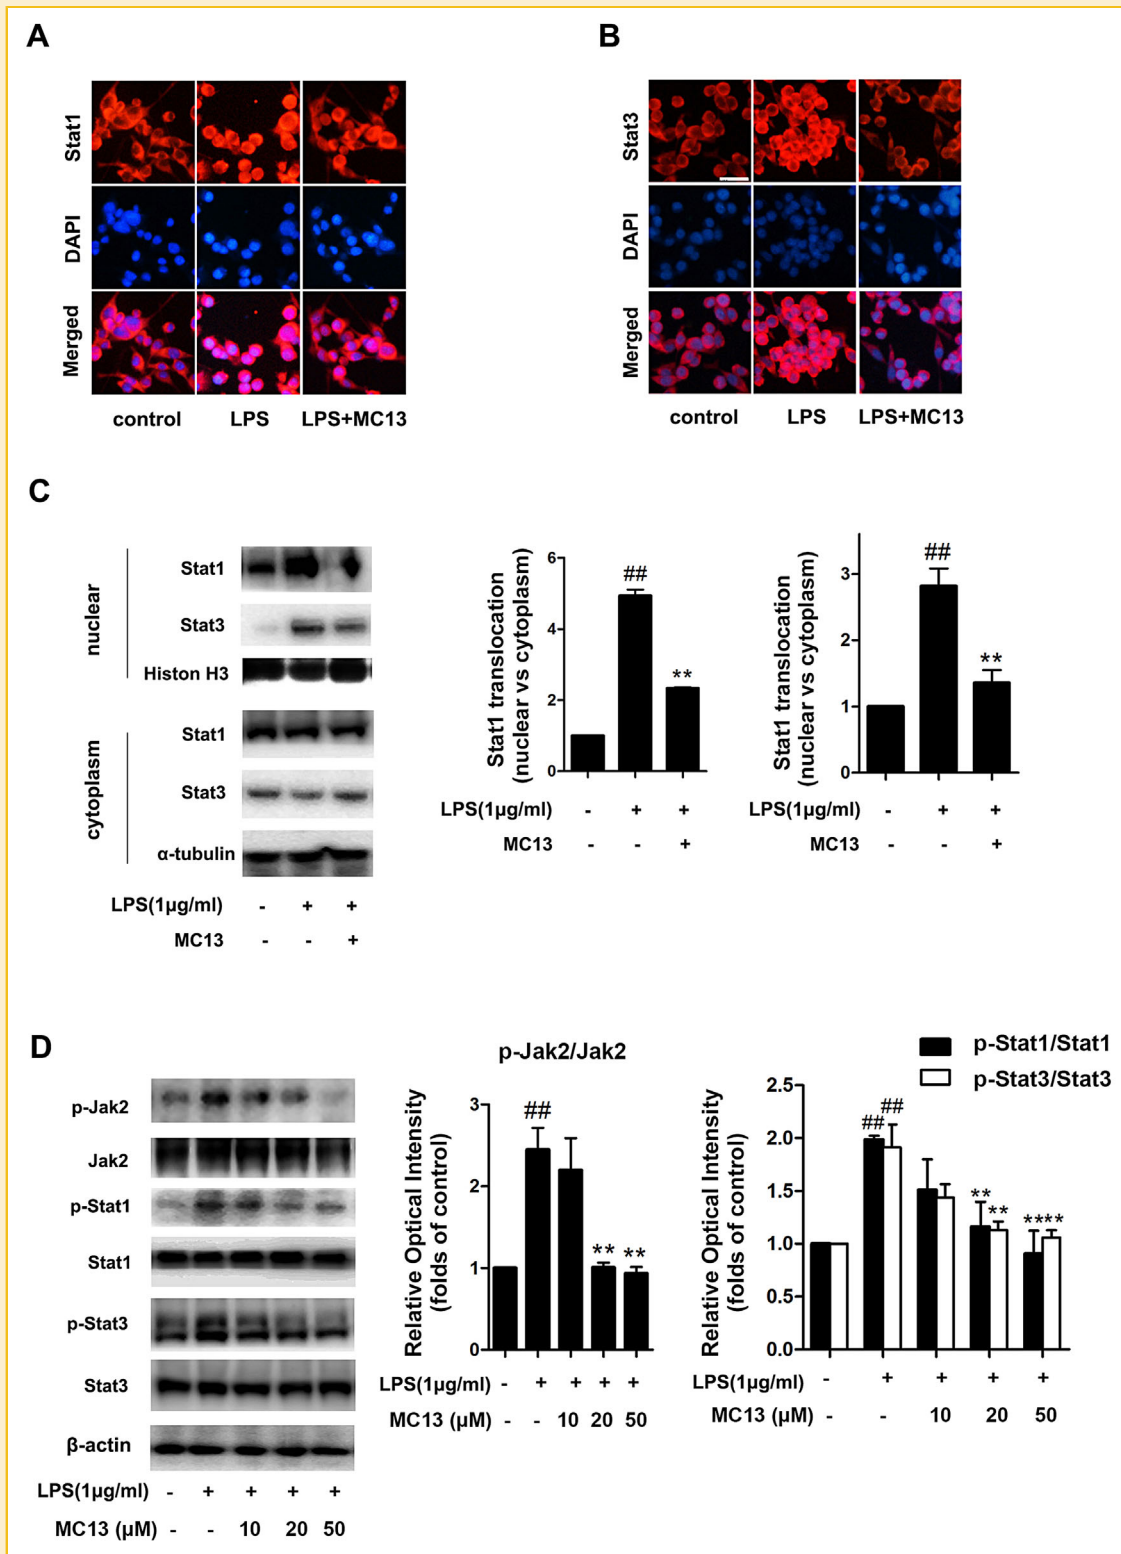 A
B
Stat1
DAPI
Merged
control LPS LPS+MC13
Stat3
DAPI
Merged
control LPS LPS+MC13
C
nuclear
Stat1
Stat3
Histon H3
cytoplasm
Stat1
Stat3
α-tubulin
LPS(1μg/ml) - + +
MC13 - - +
Stat1 translocation
(nuclear vs cytoplasm)
6
4
2
0
##
**
LPS(1μg/ml) - + +
MC13 - - +
Stat1 translocation
(nuclear vs cytoplasm)
3
2
1
0
##
**
LPS(1μg/ml) - + +
MC13 - - +
D
p-Jak2
Jak2
p-Stat1
Stat1
p-Stat3
Stat3
β-actin
LPS(1μg/ml) - + + + +
MC13 (μM) - - 10 20 50
p-Jak2/Jak2
Relative Optical Intensity
(folds of control)
3
2
1
0
##
** **
LPS(1μg/ml) - + + + +
MC13 (μM) - - 10 20 50
p-Stat1/Stat1
p-Stat3/Stat3
Relative Optical Intensity
(folds of control)
2.5
2.0
1.5
1.0
0.5
0.0
## ##
** ** ****
LPS(1μg/ml) - + + + +
MC13 (μM) - - 10 20 50